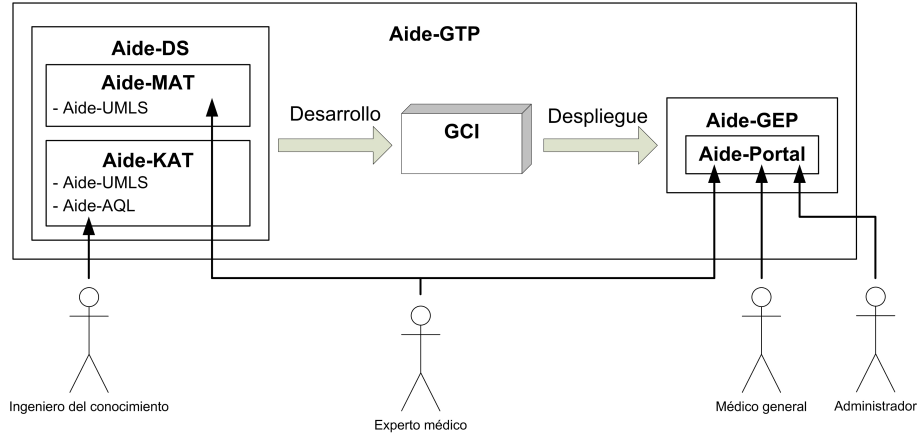 Aide-GTP
Aide-DS
Aide-MAT
- Aide-UMLS
Aide-KAT
- Aide-UMLS
- Aide-AQL
Desarrollo
GCI
Despliegue
Aide-GEP
Aide-Portal
Ingeniero del conocimiento
Experto médico
Médico general
Administrador